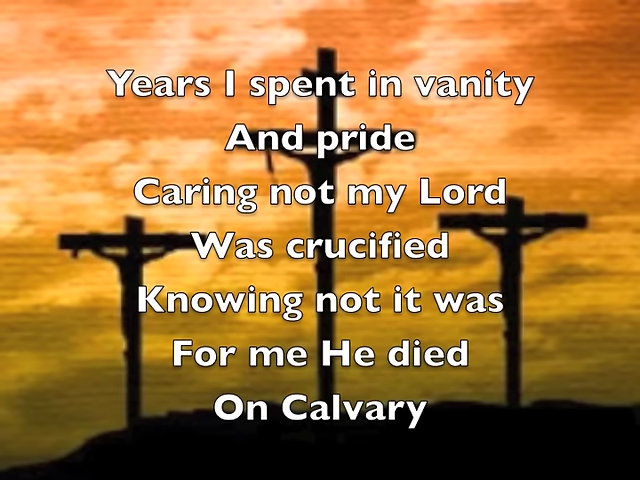 Years I spent in vanity
And pride
Caring not my Lord
Was crucified
Knowing not it was
For me He died
On Calvary